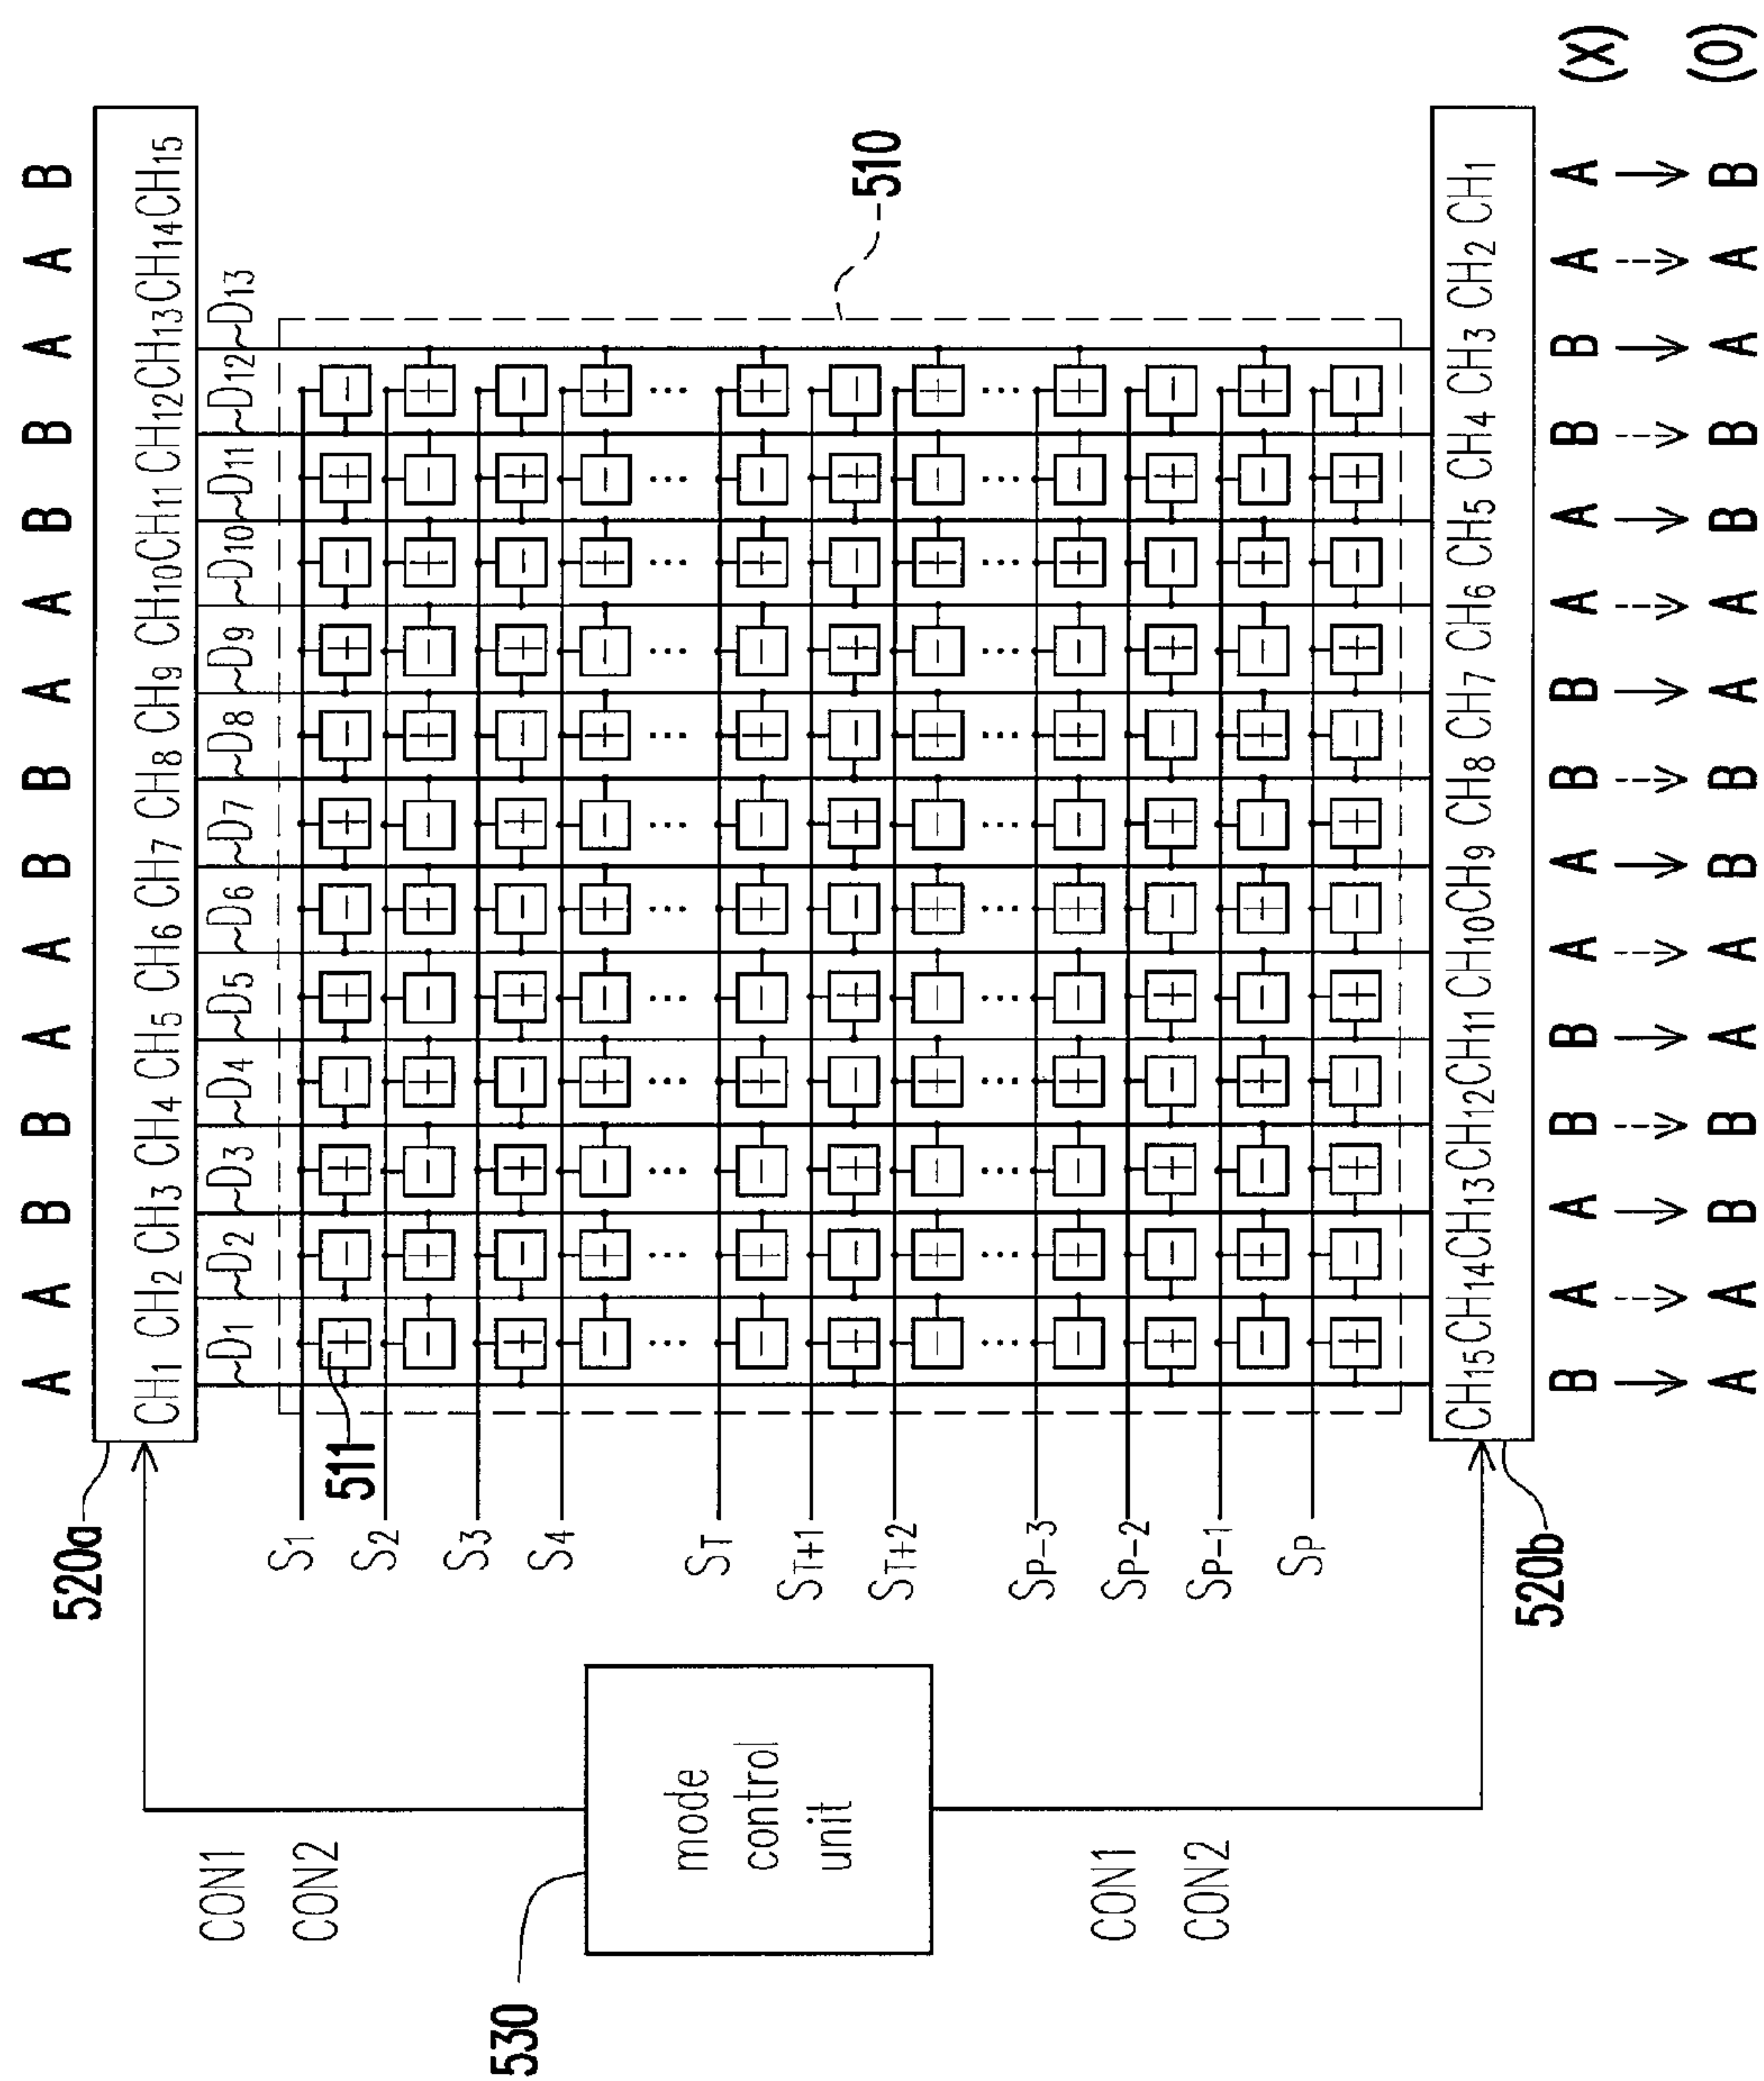 A A B B A A B B A A B B A A B
520a
CH1 CH2 CH3 CH4 CH5 CH6 CH7 CH8 CH9 CH10 CH11 CH12 CH13 CH14 CH15
D1 D2 D3 D4 D5 D6 D7 D8 D9 D10 D11 D12 D13
CON1
CON2
S1
+ - + - + - + - + - + -
511
S2
- + - + - + - + - + - +
S3
+ - + - + - + - + - + -
S4
- + - + - + - + - + - +
530
mode
control
unit
...
ST
- + - + - + - + - + - +
ST+1
+ - + - + - + - + - + -
510
ST+2
- + - + - + - + - + - +
...
SP-3
- + - + - + - + - + - +
CON1
CON2
SP-2
+ - + - + - + - + - + -
SP-1
- + - + - + - + - + - +
SP
+ - + - + - + - + - + -
CH15 CH14 CH13 CH12 CH11 CH10 CH9 CH8 CH7 CH6 CH5 CH4 CH3 CH2 CH1
520b
B A A B B A A B B A A B B A A (X)
A A B B A A B B A A B B A A B (O)